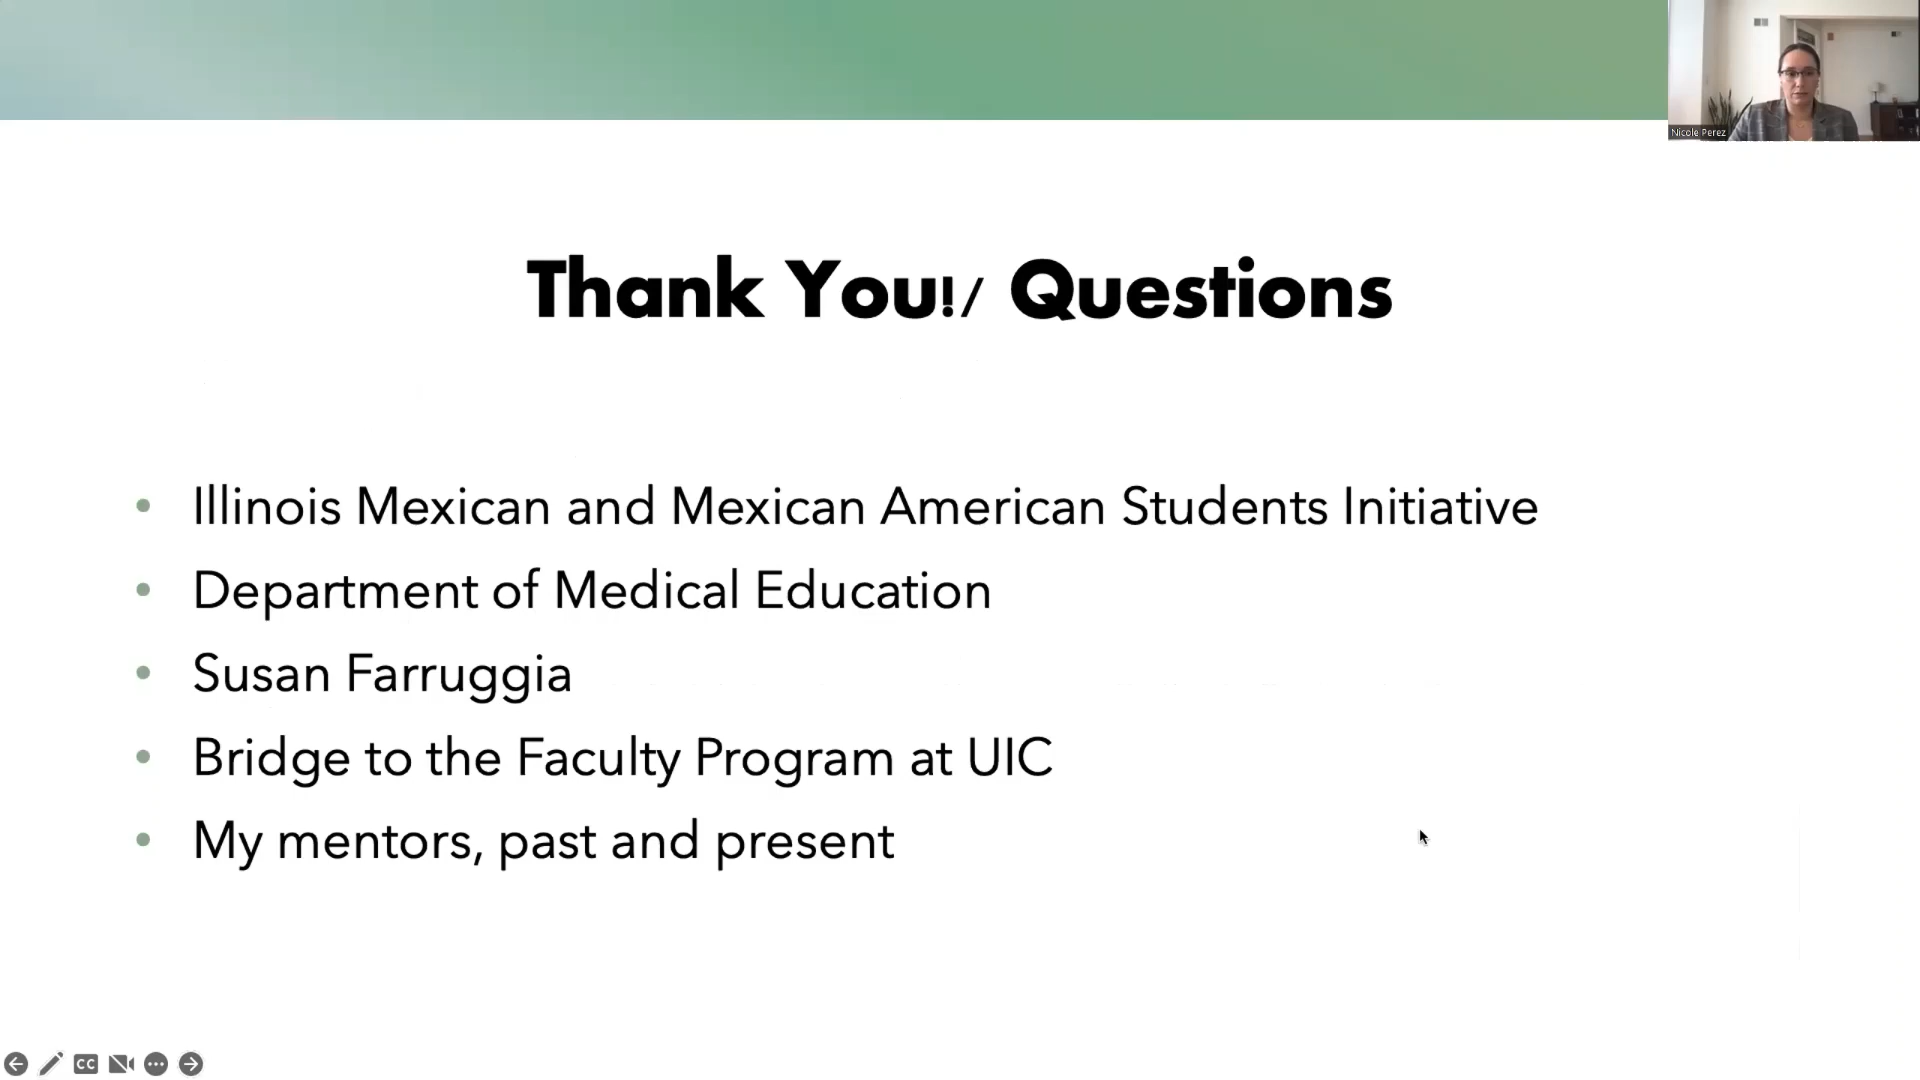 Nicole Perez
Thank You!/ Questions
• Illinois Mexican and Mexican American Students Initiative
• Department of Medical Education
• Susan Farruggia
• Bridge to the Faculty Program at UIC
• My mentors, past and present
CC